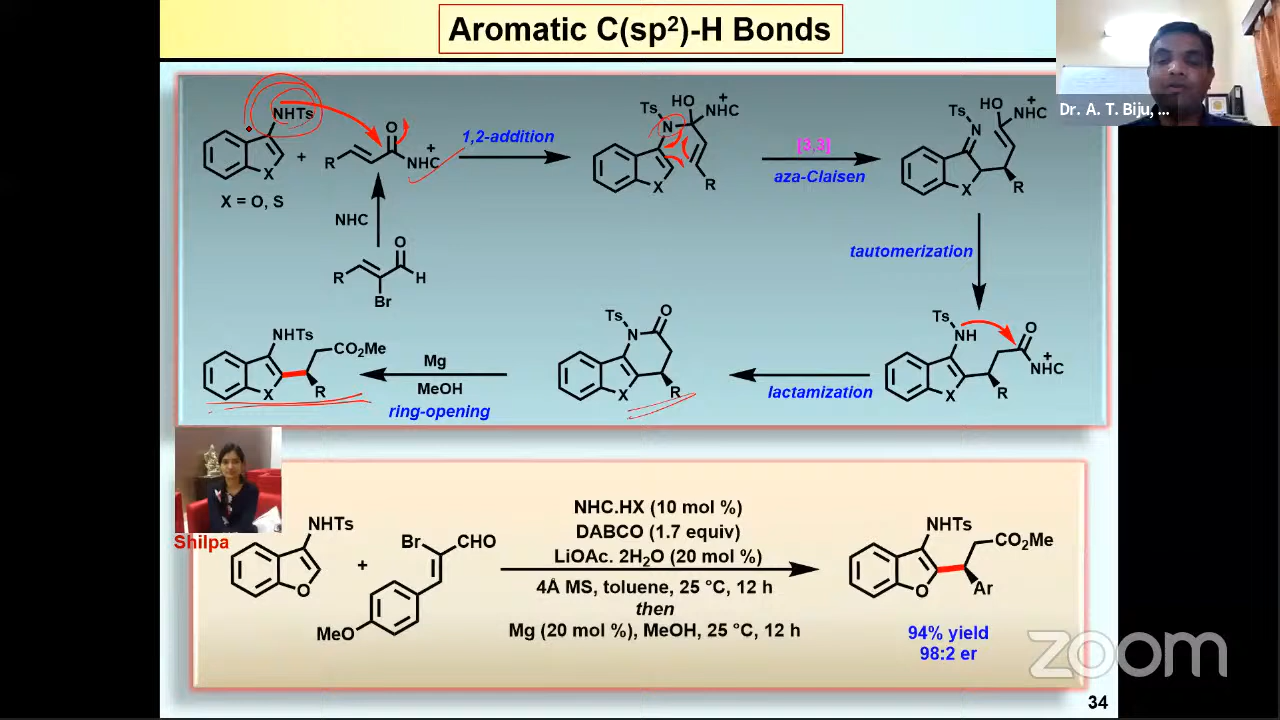 Aromatic C(sp²)-H Bonds
Dr. A. T. Biju, ...
NHTs
X
X = O, S
+
R
O
NHC
+
NHC
R
O
H
Br
1,2-addition
Ts
HO
+
NHC
N
X
R
[3,3]
aza-Claisen
Ts
HO
+
NHC
N
X
R
tautomerization
Ts
NH
O
+
NHC
X
R
lactamization
Ts
N
O
X
R
Mg
MeOH
ring-opening
NHTs
CO₂Me
X
R
Shilpa
NHTs
O
+
Br
CHO
MeO
NHC.HX (10 mol %)
DABCO (1.7 equiv)
LiOAc. 2H₂O (20 mol %)
4Å MS, toluene, 25 °C, 12 h
then
Mg (20 mol %), MeOH, 25 °C, 12 h
NHTs
CO₂Me
O
Ar
94% yield
98:2 er
zoom
34